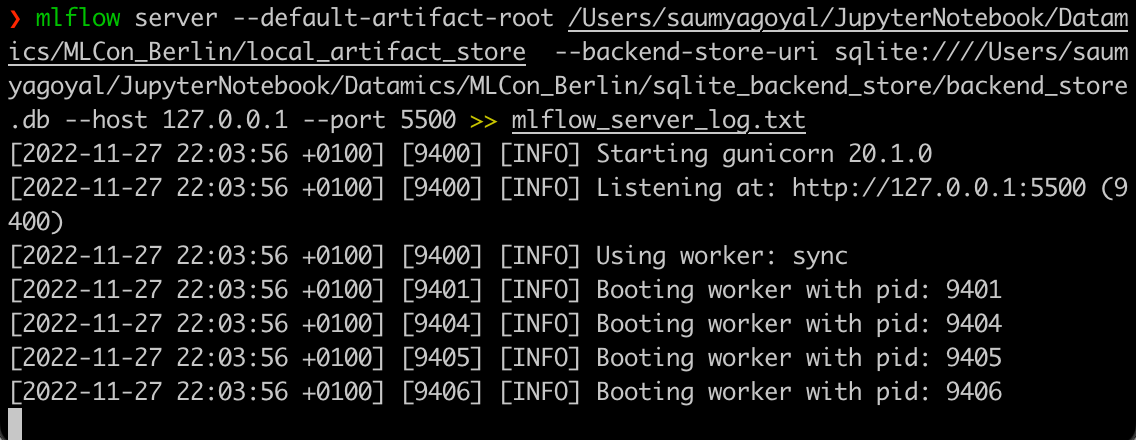 ❯ mlflow server --default-artifact-root /Users/saumyagoyal/JupyterNotebook/Datam
ics/MLCon_Berlin/local_artifact_store  --backend-store-uri sqlite:////Users/saum
yagoyal/JupyterNotebook/Datamics/MLCon_Berlin/sqlite_backend_store/backend_store
.db --host 127.0.0.1 --port 5500 >> mlflow_server_log.txt
[2022-11-27 22:03:56 +0100] [9400] [INFO] Starting gunicorn 20.1.0
[2022-11-27 22:03:56 +0100] [9400] [INFO] Listening at: http://127.0.0.1:5500 (9
400)
[2022-11-27 22:03:56 +0100] [9400] [INFO] Using worker: sync
[2022-11-27 22:03:56 +0100] [9401] [INFO] Booting worker with pid: 9401
[2022-11-27 22:03:56 +0100] [9404] [INFO] Booting worker with pid: 9404
[2022-11-27 22:03:56 +0100] [9405] [INFO] Booting worker with pid: 9405
[2022-11-27 22:03:56 +0100] [9406] [INFO] Booting worker with pid: 9406